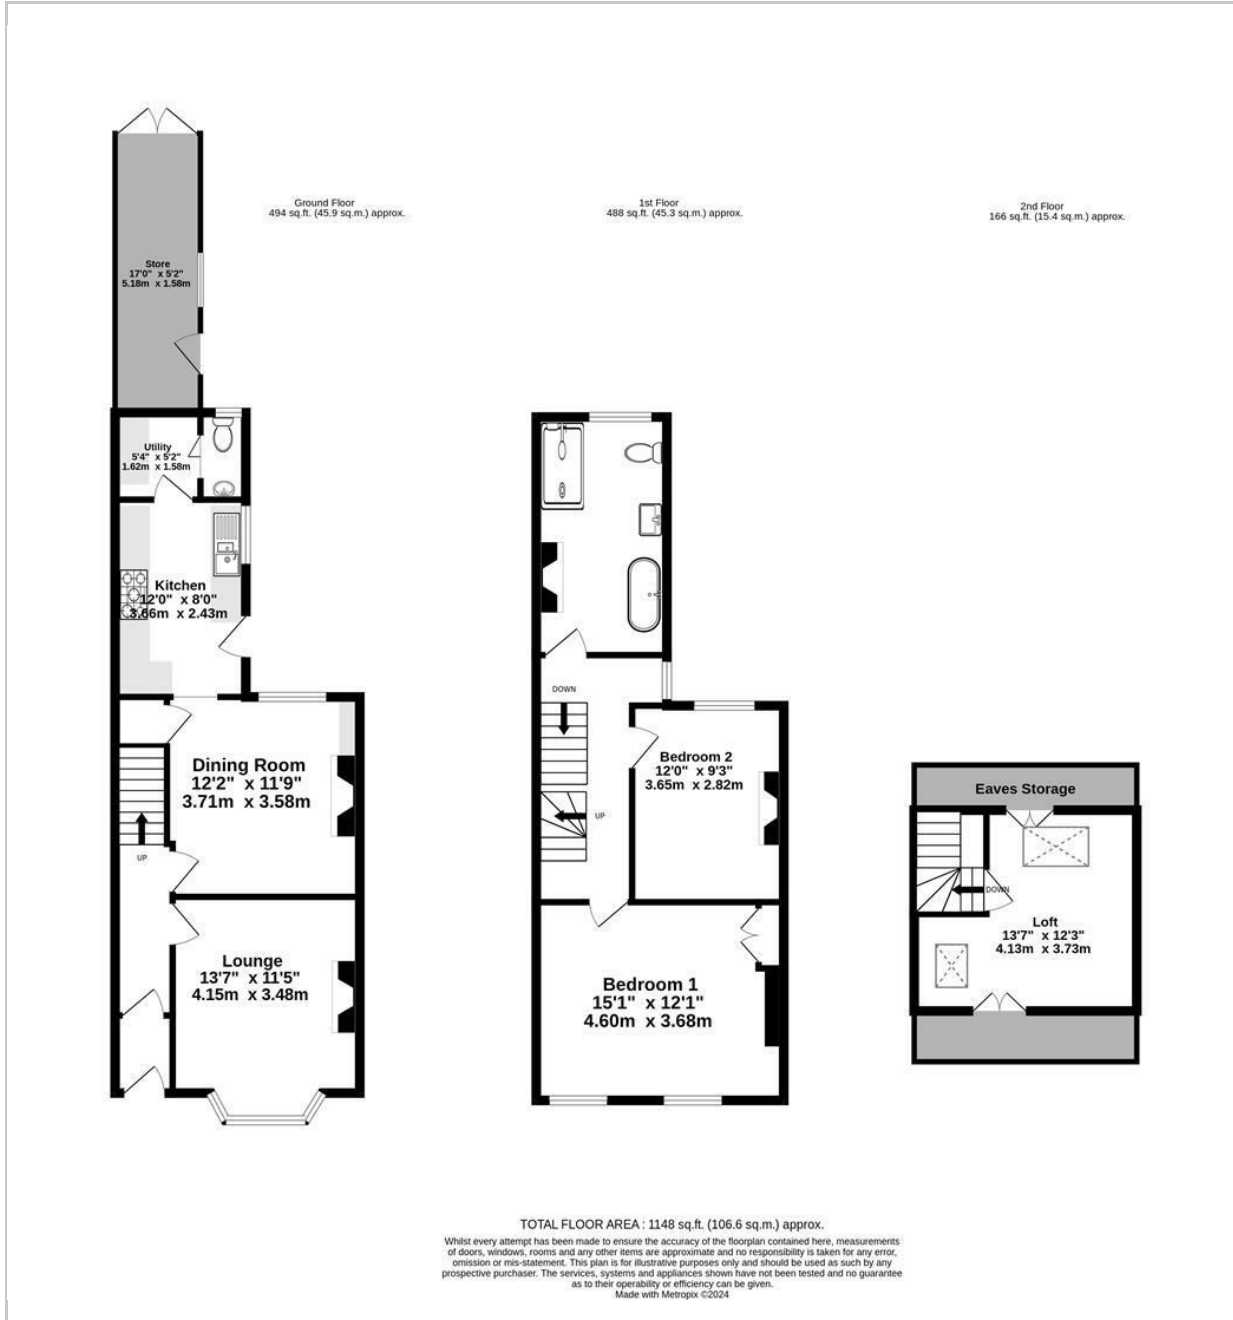 Ground Floor
494 sq.ft. (45.9 sq.m.) approx.
1st Floor
488 sq.ft. (45.3 sq.m.) approx.
2nd Floor
166 sq.ft. (15.4 sq.m.) approx.
Store
17'0" x 5'2"
5.18m x 1.58m
Utility
5'4" x 5'2"
1.62m x 1.58m
Kitchen
12'0" x 8'0"
3.66m x 2.43m
Dining Room
12'2" x 11'9"
3.71m x 3.58m
UP
Lounge
13'7" x 11'5"
4.15m x 3.48m
DOWN
UP
Bedroom 2
12'0" x 9'3"
3.65m x 2.82m
Bedroom 1
15'1" x 12'1"
4.60m x 3.68m
Eaves Storage
DOWN
Loft
13'7" x 12'3"
4.13m x 3.73m
TOTAL FLOOR AREA : 1148 sq.ft. (106.6 sq.m.) approx.
Whilst every attempt has been made to ensure the accuracy of the floorplan contained here, measurements
of doors, windows, rooms and any other items are approximate and no responsibility is taken for any error,
omission or mis-statement. This plan is for illustrative purposes only and should be used as such by any
prospective purchaser. The services, systems and appliances shown have not been tested and no guarantee
as to their operability or efficiency can be given.
Made with Metropix ©2024